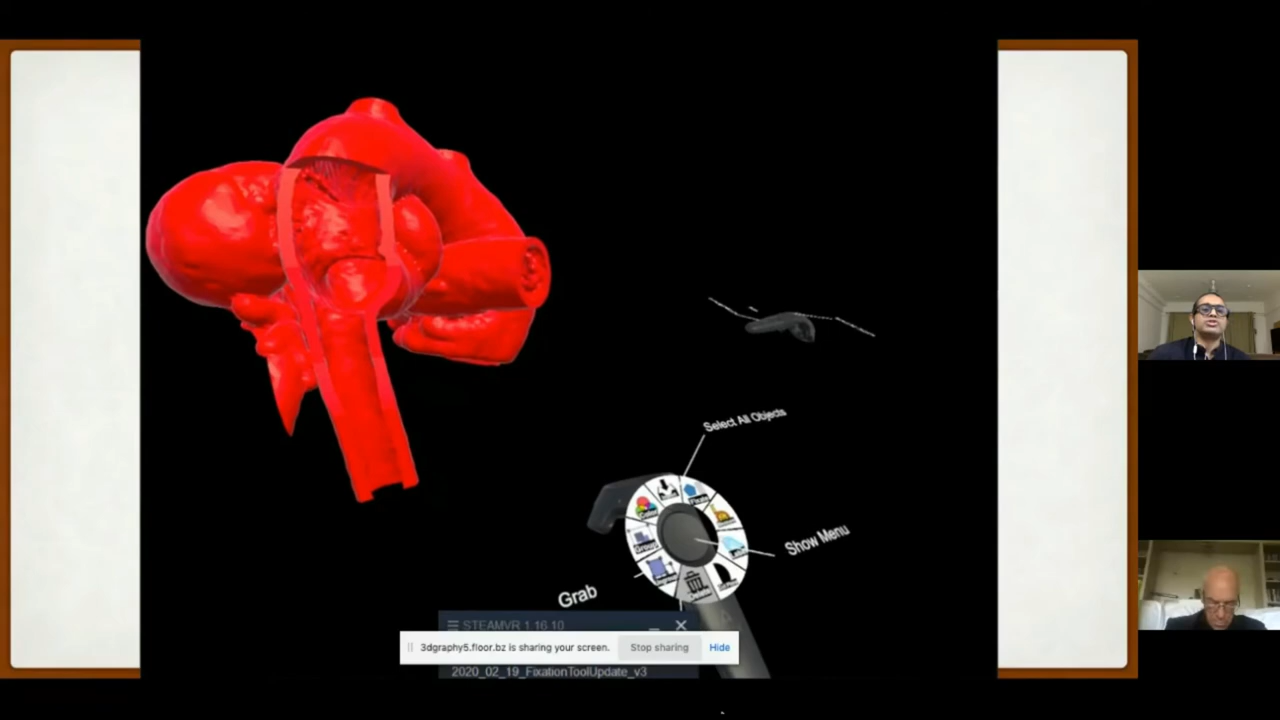 Select All Objects
Show Menu
Grab
Delete
STEAMVR 1.16.10
3dgraphy5.floor.bz is sharing your screen.
Stop sharing
Hide
2020_02_19_FixationToolUpdate_v3